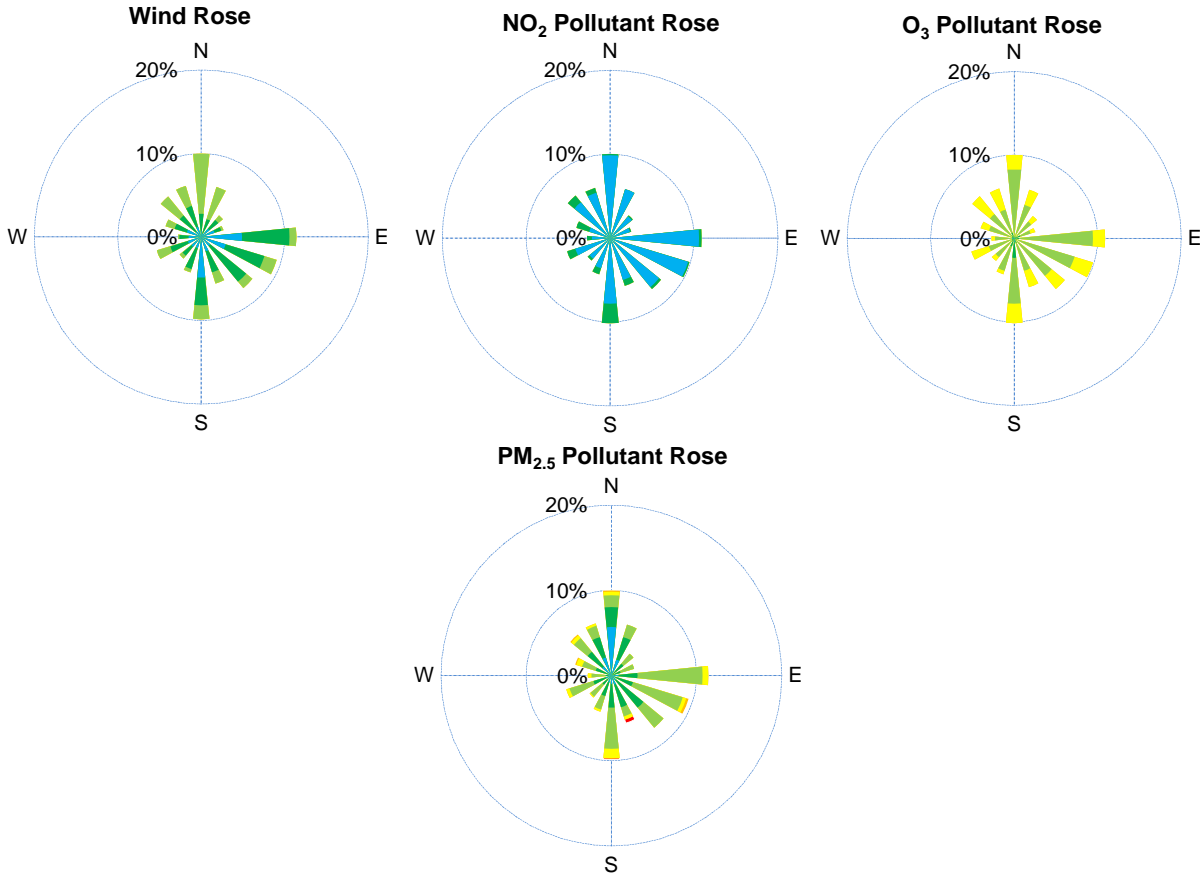 Wind Rose
N
20%
10%
W
0%
E
S
NO₂ Pollutant Rose
N
20%
10%
W
0%
E
S
O₃ Pollutant Rose
N
20%
10%
W
0%
E
S
PM₂.₅ Pollutant Rose
N
20%
10%
W
0%
E
S